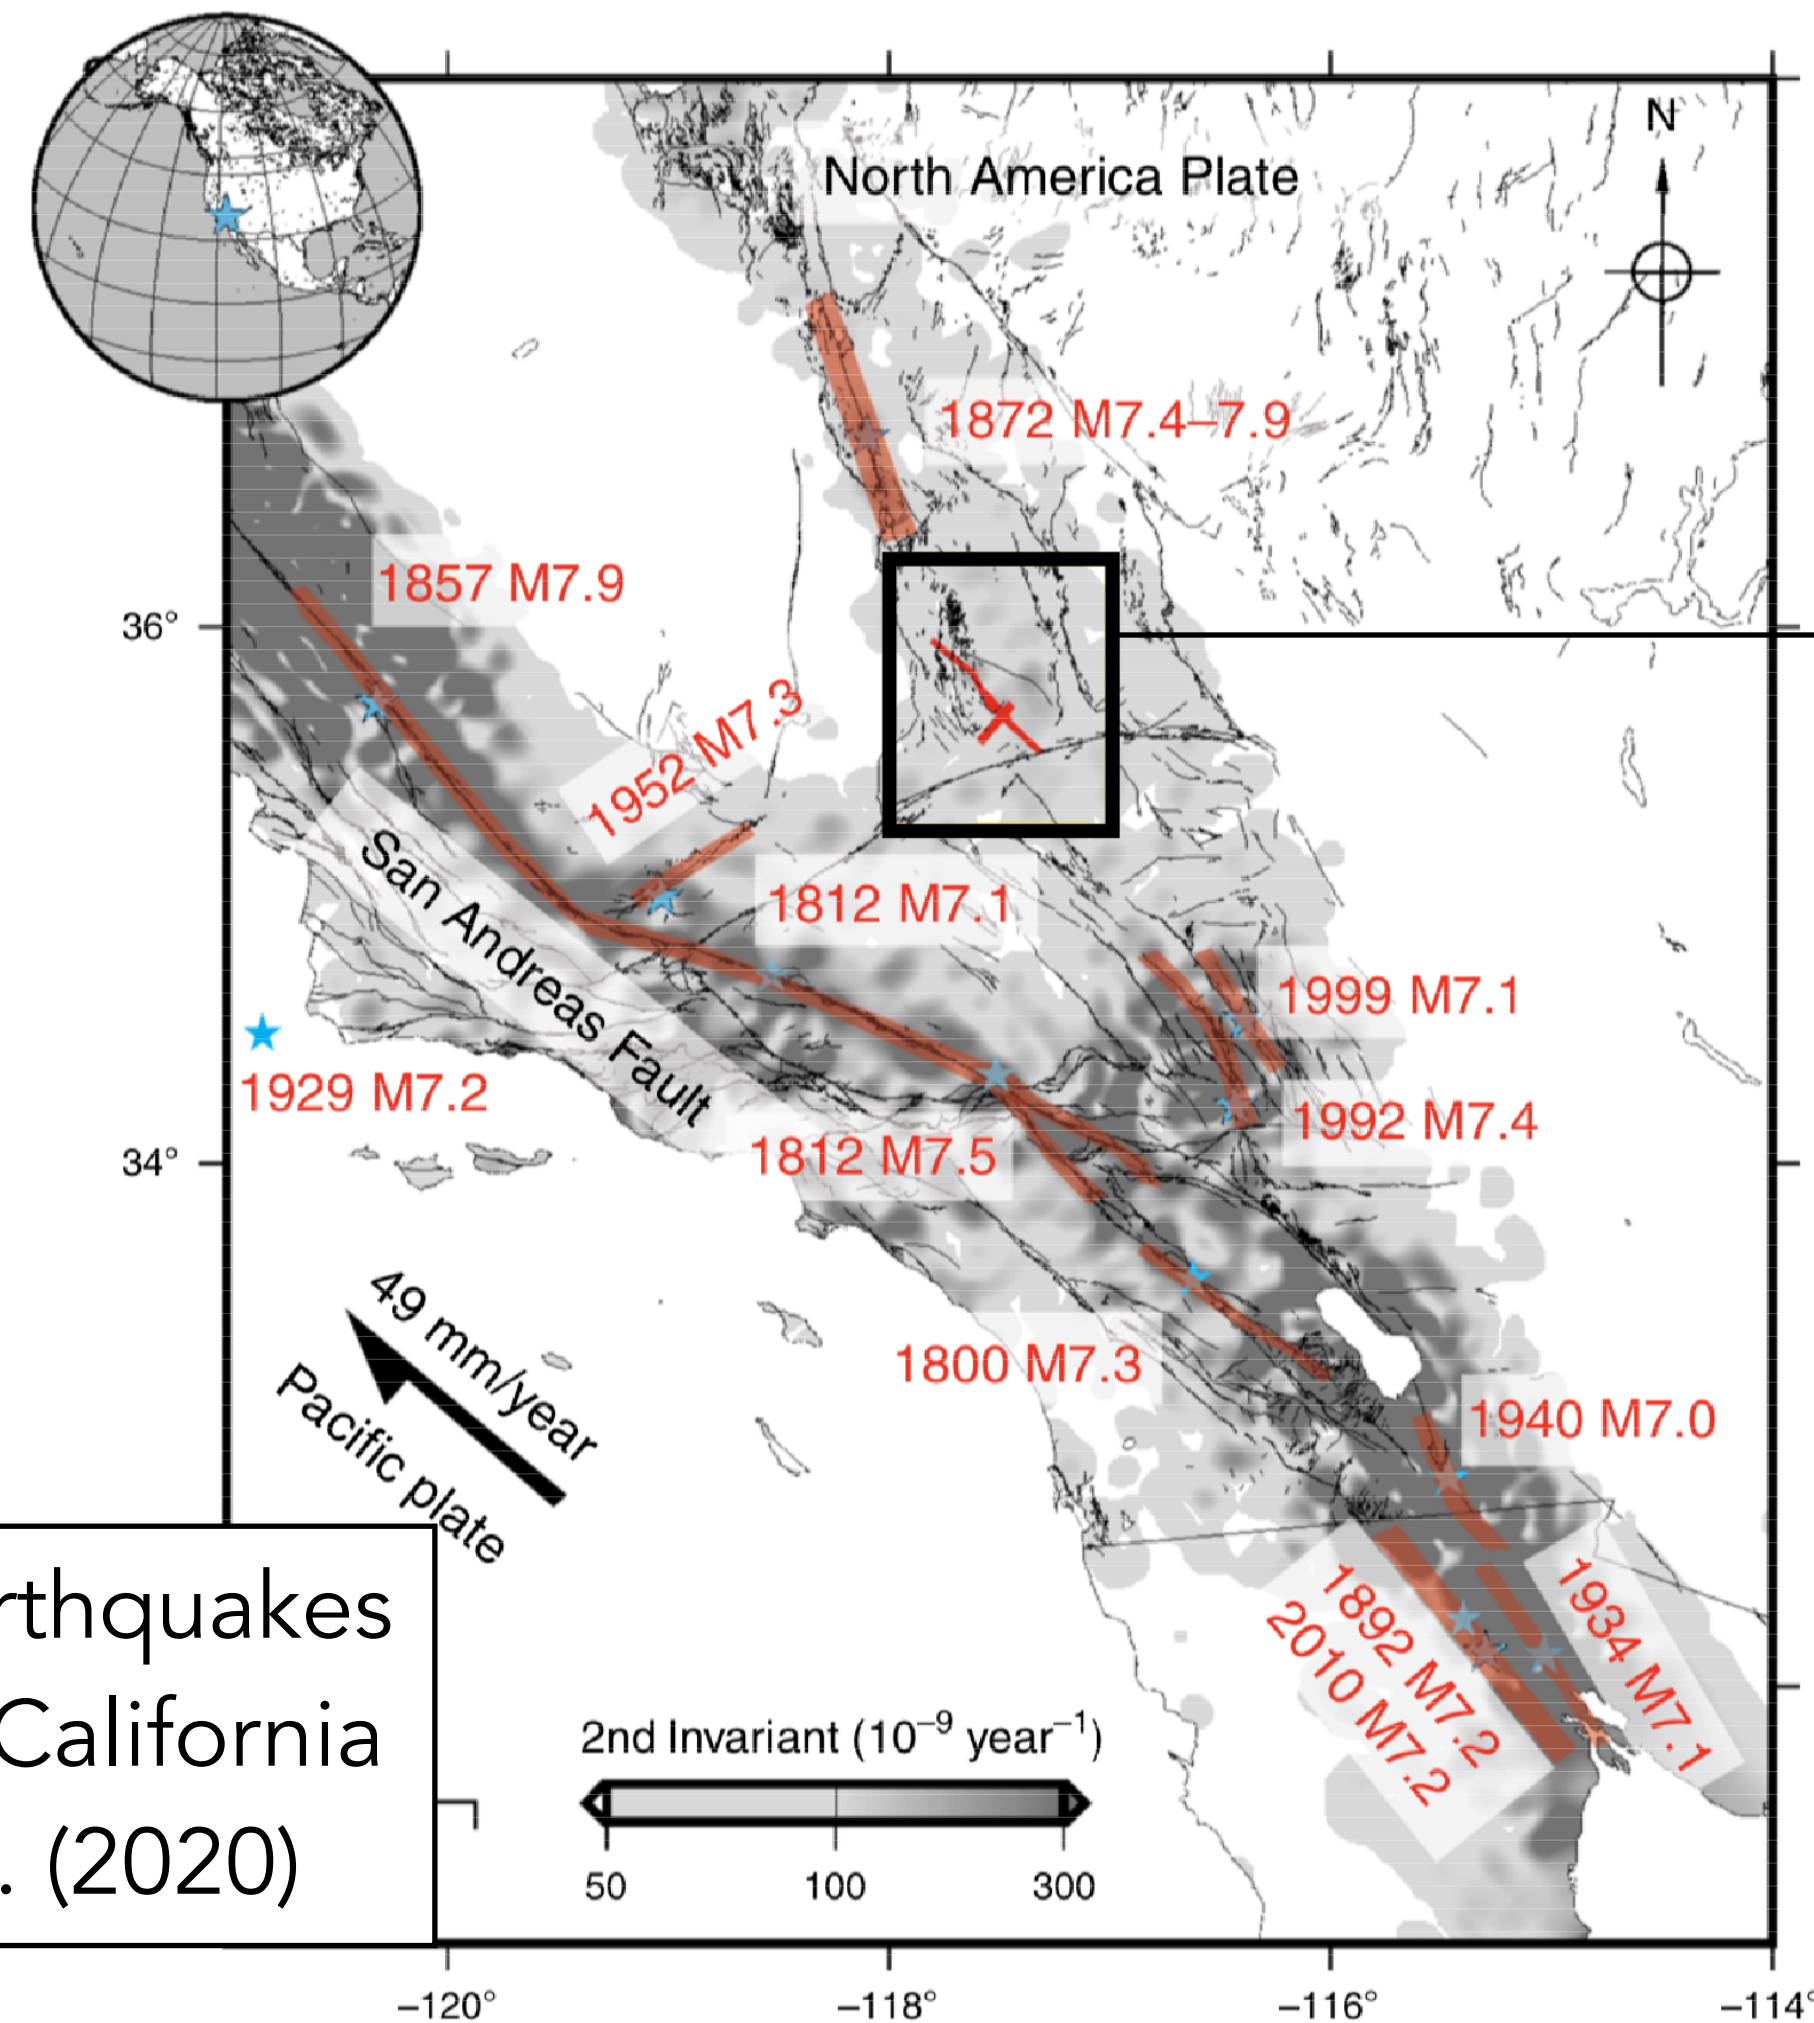 North America Plate
N
1872 M7.4–7.9
1857 M7.9
36°
1952 M7.3
San Andreas Fault
1812 M7.1
1999 M7.1
1929 M7.2
1992 M7.4
1812 M7.5
34°
49 mm/year
Pacific plate
1800 M7.3
1940 M7.0
1892 M7.2
2010 M7.2
1934 M7.1
rthquakes
California
. (2020)
2nd Invariant (10⁻⁹ year⁻¹)
50 100 300
–120° –118° –116° –114°